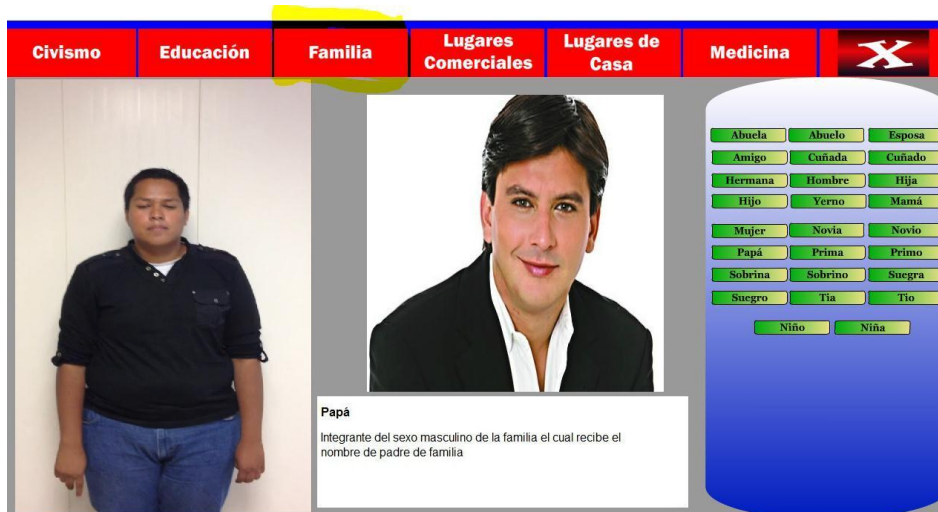 Civismo
Educación
Familia
Lugares
Comerciales
Lugares de
Casa
Medicina
X
Abuela Abuelo Esposa
Amigo Cuñada Cuñado
Hermana Hombre Hija
Hijo Yerno Mamá
Mujer Novia Novio
Papá Prima Primo
Sobrina Sobrino Suegra
Suegro Tia Tio
Niño Niña
Papá
Integrante del sexo masculino de la familia el cual recibe el
nombre de padre de familia